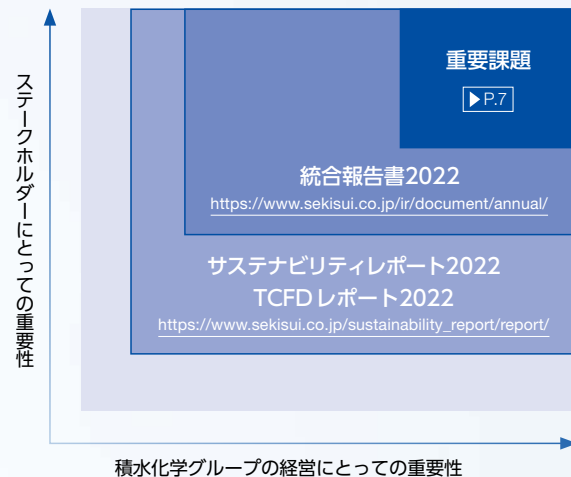 ステークホルダーにとっての重要性
重要課題
▶P.7
統合報告書2022
https://www.sekisui.co.jp/ir/document/annual/
サステナビリティレポート2022
TCFDレポート2022
https://www.sekisui.co.jp/sustainability_report/report/
積水化学グループの経営にとっての重要性